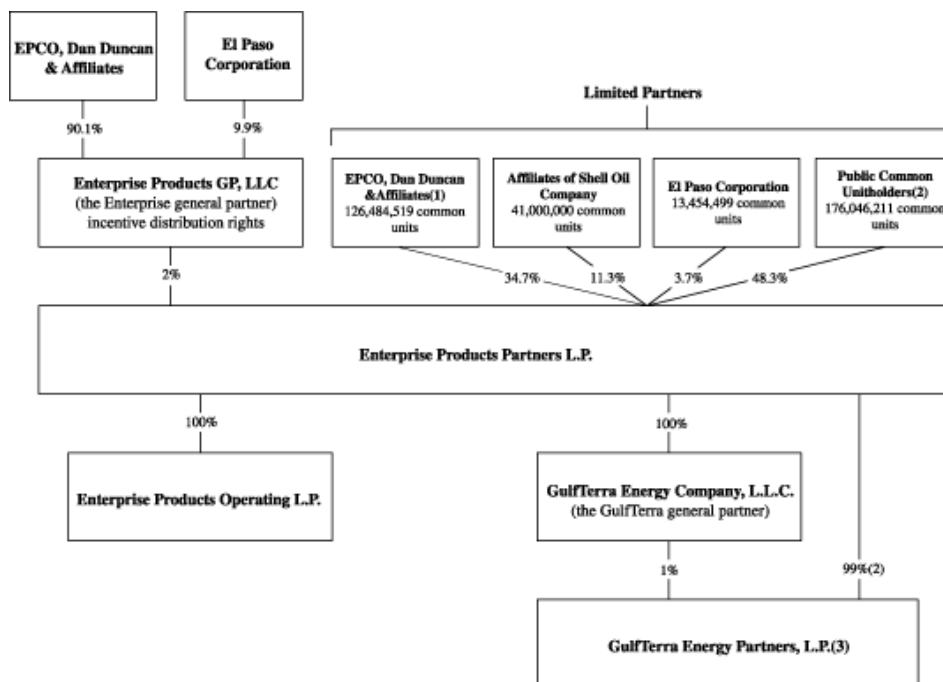 EPCO, Dan Duncan
& Affiliates
El Paso
Corporation
90.1%
9.9%
Limited Partners
Enterprise Products GP, LLC
(the Enterprise general partner)
incentive distribution rights
EPCO, Dan Duncan
&Affiliates(1)
126,484,519 common
units
Affiliates of Shell Oil
Company
41,000,000 common
units
El Paso Corporation
13,454,499 common
units
Public Common
Unitholders(2)
176,046,211 common
units
2%
34.7%
11.3%
3.7%
48.3%
Enterprise Products Partners L.P.
100%
100%
Enterprise Products Operating L.P.
GulfTerra Energy Company, L.L.C.
(the GulfTerra general partner)
1%
99%(2)
GulfTerra Energy Partners, L.P.(3)